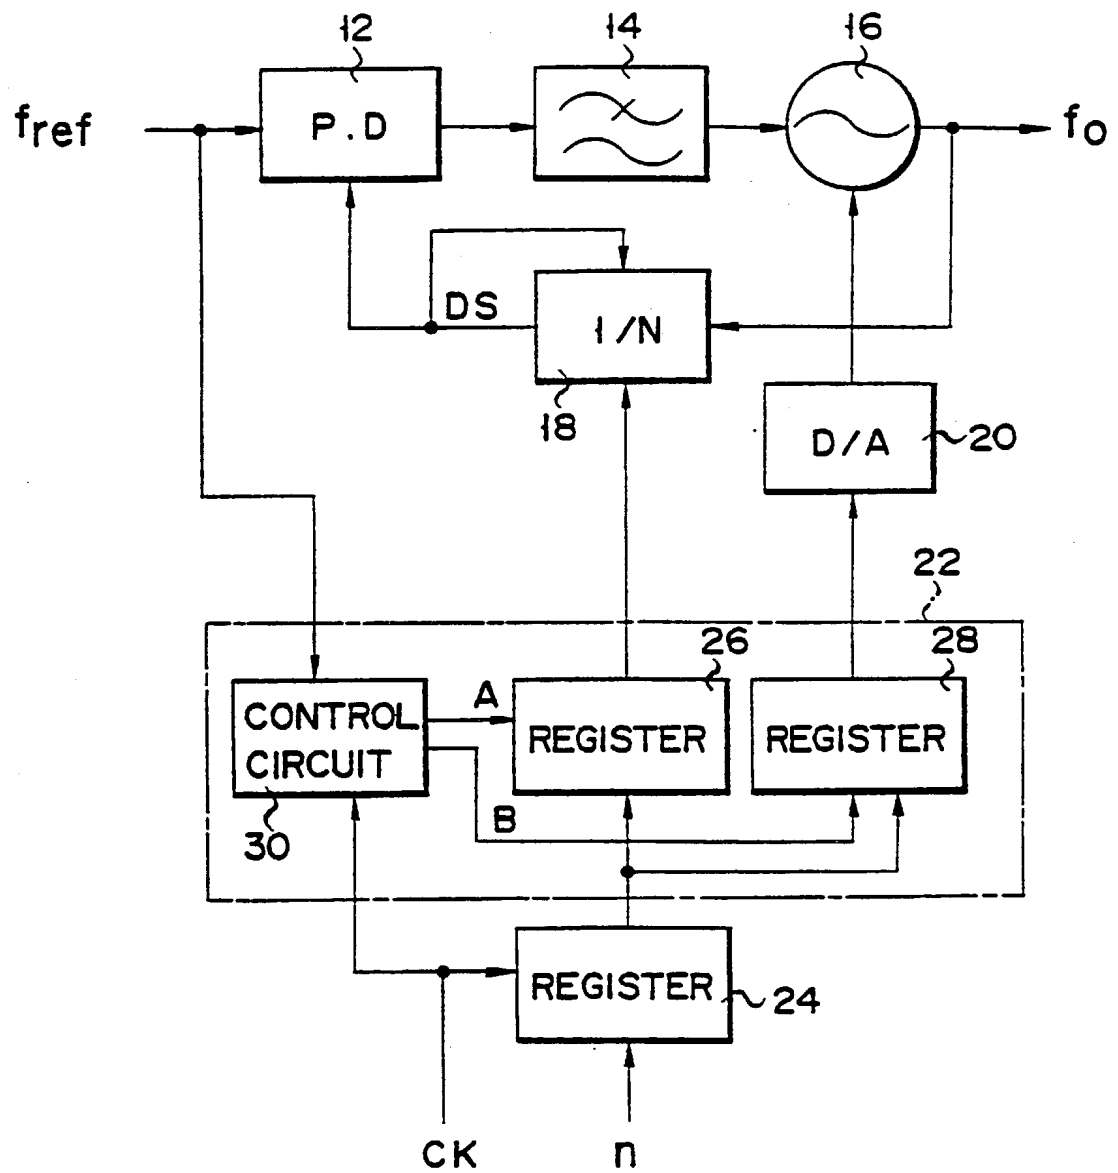 12
14
16
fref
P.D
fo
DS
1/N
18
D/A
20
22
26
28
A
CONTROL
CIRCUIT
REGISTER
REGISTER
B
30
REGISTER
24
CK
n